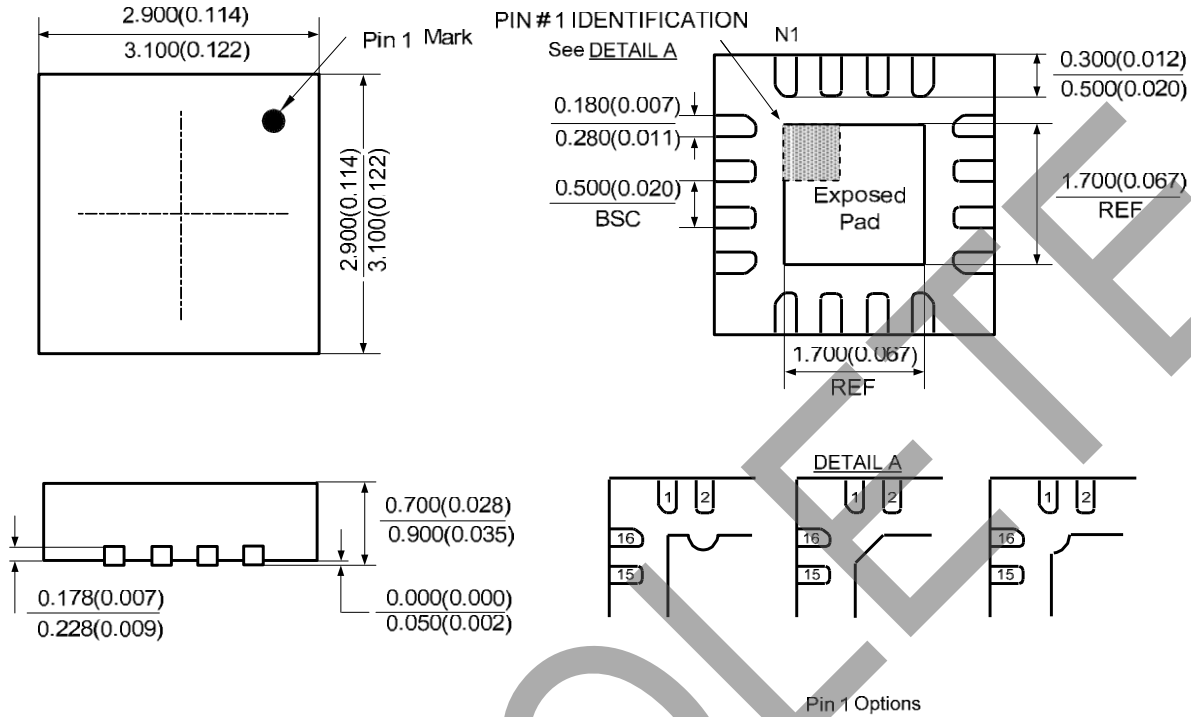 2.900(0.114)
3.100(0.122)
Pin 1 Mark
2.900(0.114)
3.100(0.122)
PIN # 1 IDENTIFICATION
See DETAIL A
N1
0.300(0.012)
0.500(0.020)
0.180(0.007)
0.280(0.011)
0.500(0.020)
BSC
Exposed
Pad
1.700(0.067)
REF
1.700(0.067)
REF
0.700(0.028)
0.900(0.035)
0.178(0.007)
0.228(0.009)
0.000(0.000)
0.050(0.002)
DETAIL A
1 2
16
15
1 2
16
15
1 2
16
15
Pin 1 Options
OLETE